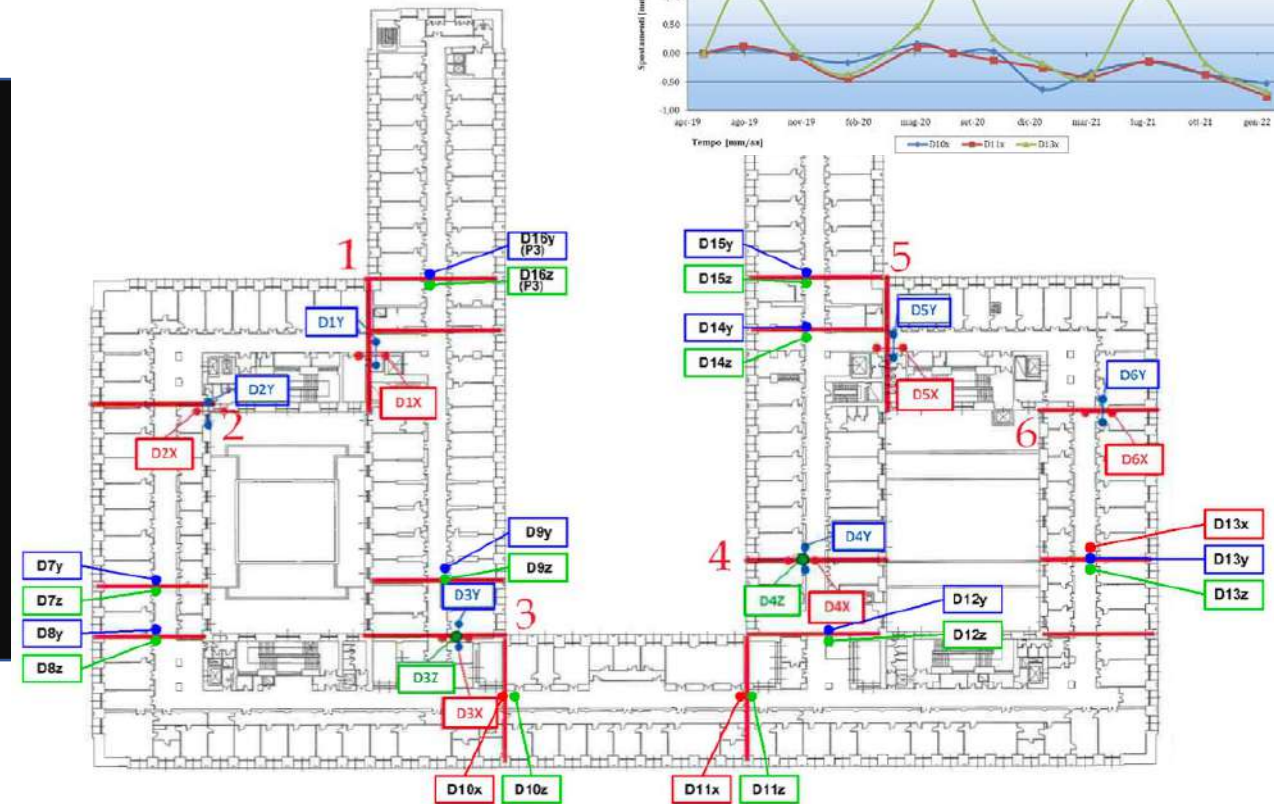 Spostamenti [mm
0,50
0,00
-0,50
-1,00
apr-19 ago-19 nov-19 feb-20 mag-20 set-20 dic-20 mar-21 lug-21 ott-21 gen-22
Tempo [mm/aa]
D10x D11x D13x
1
D16y
(P3)
D16z
(P3)
D15y
D15z
5
D1Y
D14y
D14z
D5Y
D2Y
D1X
D5X
D6Y
2
6
D2X
D6X
D9y
D9z
4
D4Y
D13x
D13y
D13z
D7y
D7z
D3Y
3
D4Z
D4X
D12y
D12z
D8y
D8z
D3Z
D3X
D10x D10z D11x D11z